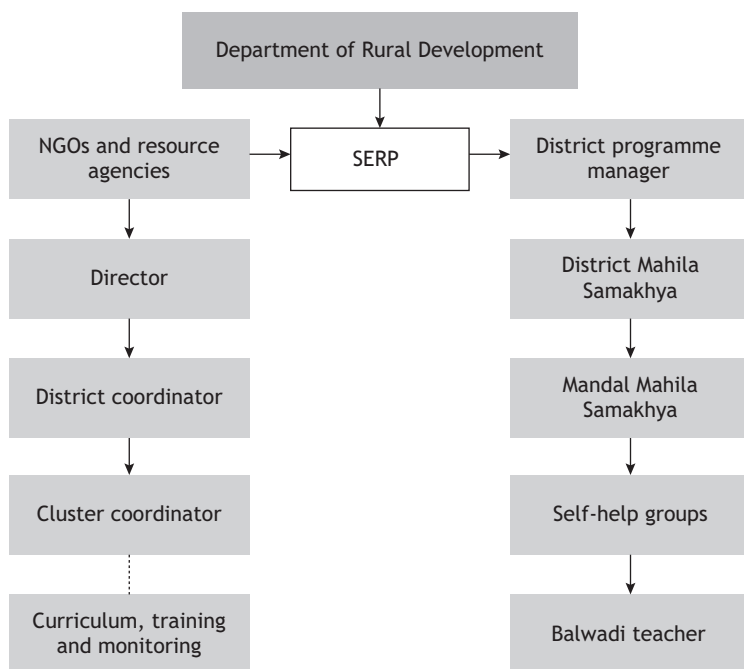 Department of Rural Development
NGOs and resource
agencies
SERP
District programme
manager
Director
District Mahila
Samakhya
District coordinator
Mandal Mahila
Samakhya
Cluster coordinator
Self-help groups
Curriculum, training
and monitoring
Balwadi teacher